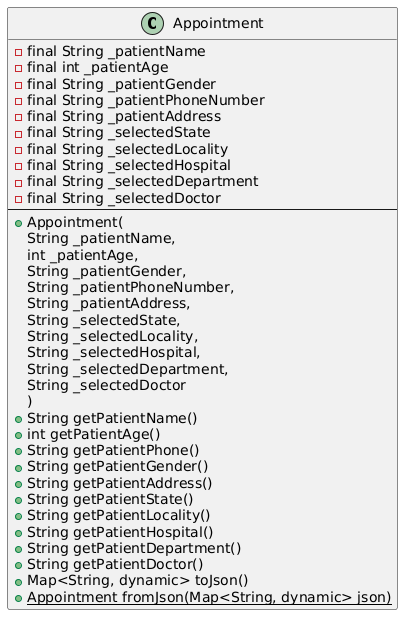 C Appointment
final String _patientName
final int _patientAge
final String _patientGender
final String _patientPhoneNumber
final String _patientAddress
final String _selectedState
final String _selectedLocality
final String _selectedHospital
final String _selectedDepartment
final String _selectedDoctor
Appointment(
String _patientName,
int _patientAge,
String _patientGender,
String _patientPhoneNumber,
String _patientAddress,
String _selectedState,
String _selectedLocality,
String _selectedHospital,
String _selectedDepartment,
String _selectedDoctor
)
String getPatientName()
int getPatientAge()
String getPatientPhone()
String getPatientGender()
String getPatientAddress()
String getPatientState()
String getPatientLocality()
String getPatientHospital()
String getPatientDepartment()
String getPatientDoctor()
Map<String, dynamic> toJson()
Appointment fromJson(Map<String, dynamic> json)